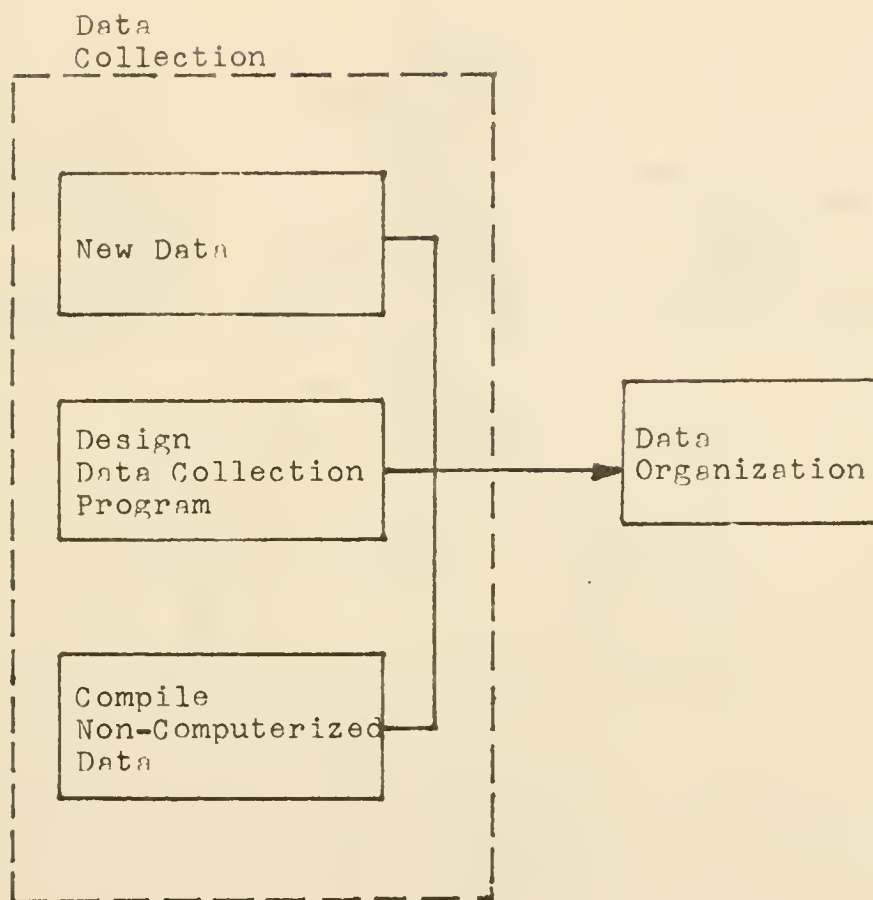 Data
Collection
New Data
Design
Data Collection
Program
Compile
Non-Computerized
Data
Data
Organization